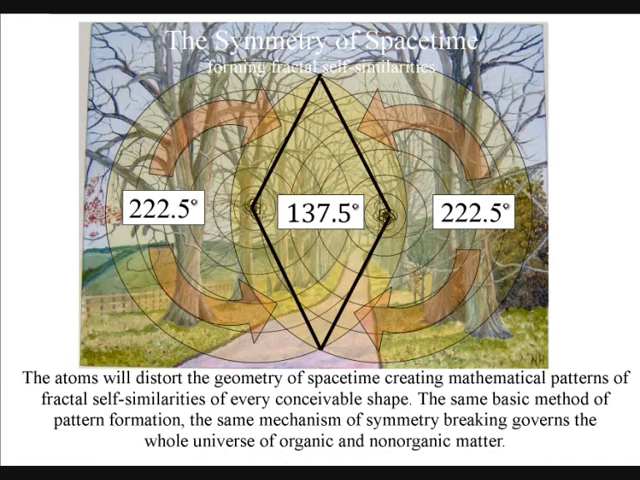 The Symmetry of Spacetime
forming fractal self-similarities
222.5°
137.5°
222.5°
NH
The atoms will distort the geometry of spacetime creating mathematical patterns of
fractal self-similarities of every conceivable shape. The same basic method of
pattern formation, the same mechanism of symmetry breaking governs the
whole universe of organic and nonorganic matter.